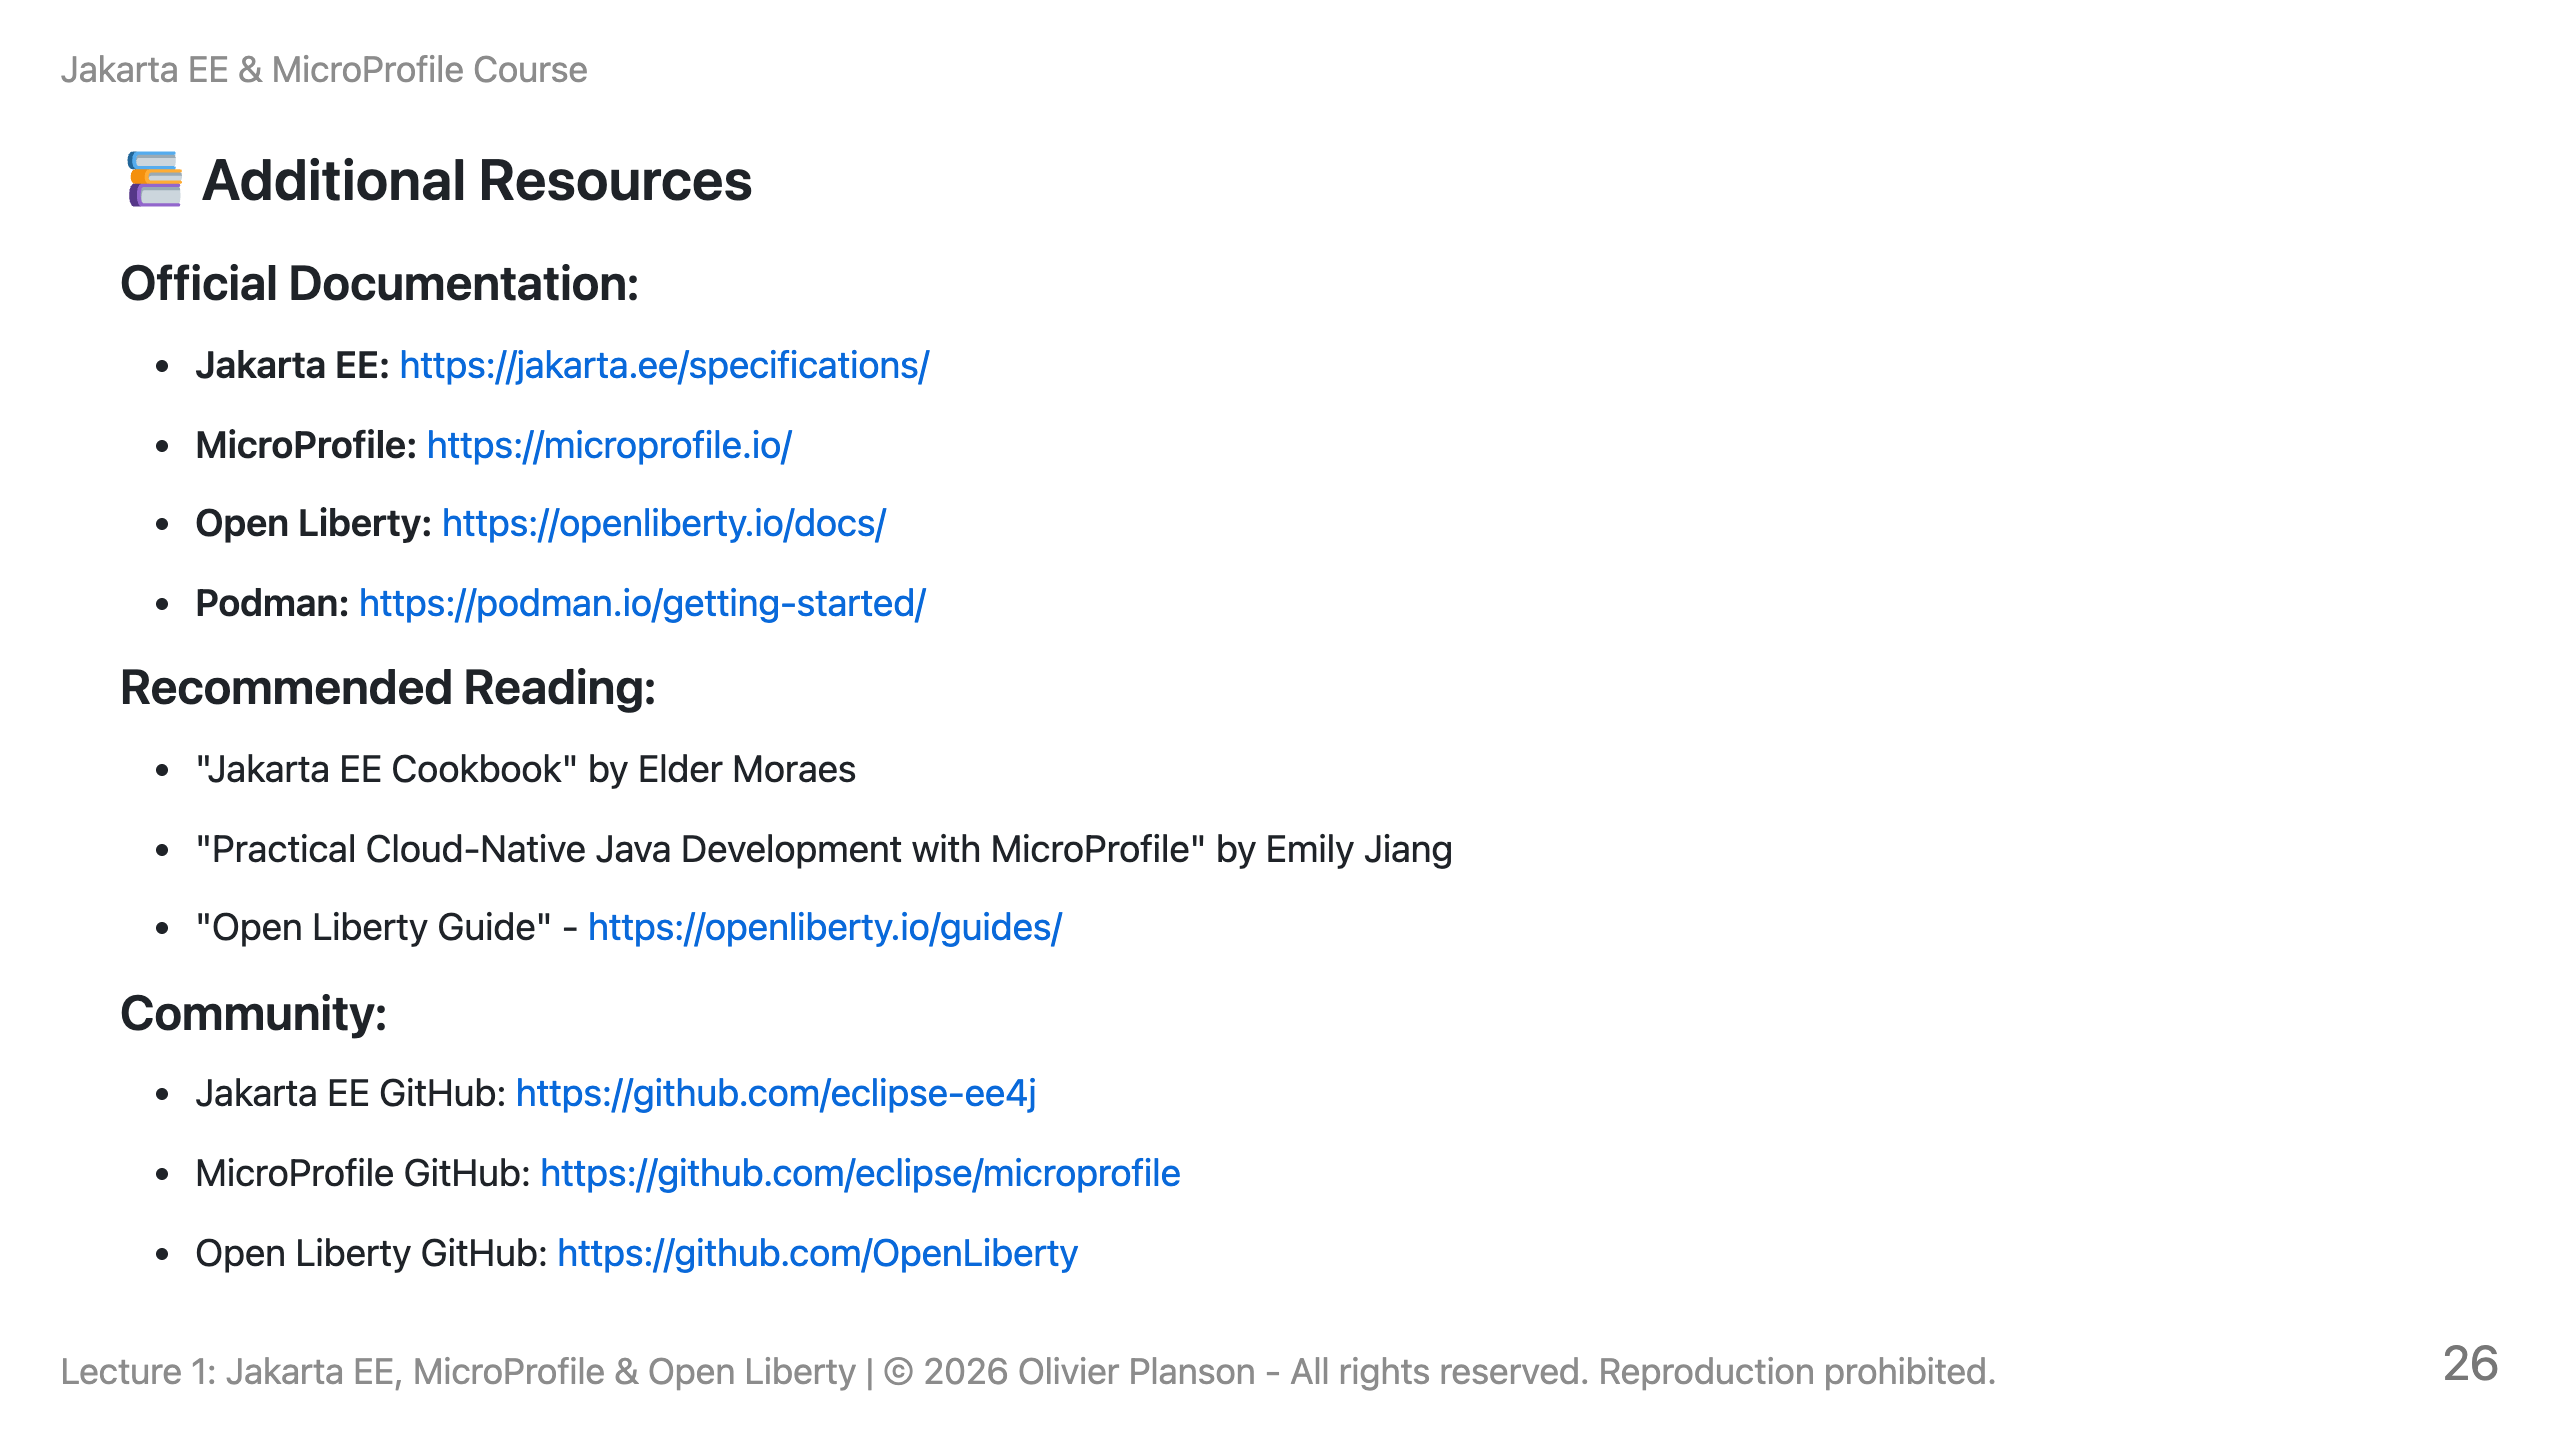 Jakarta EE & MicroProfile Course
📚 Additional Resources
Official Documentation:
• Jakarta EE: https://jakarta.ee/specifications/
• MicroProfile: https://microprofile.io/
• Open Liberty: https://openliberty.io/docs/
• Podman: https://podman.io/getting-started/
Recommended Reading:
• "Jakarta EE Cookbook" by Elder Moraes
• "Practical Cloud-Native Java Development with MicroProfile" by Emily Jiang
• "Open Liberty Guide" - https://openliberty.io/guides/
Community:
• Jakarta EE GitHub: https://github.com/eclipse-ee4j
• MicroProfile GitHub: https://github.com/eclipse/microprofile
• Open Liberty GitHub: https://github.com/OpenLiberty
Lecture 1: Jakarta EE, MicroProfile & Open Liberty | © 2026 Olivier Planson - All rights reserved. Reproduction prohibited.
26